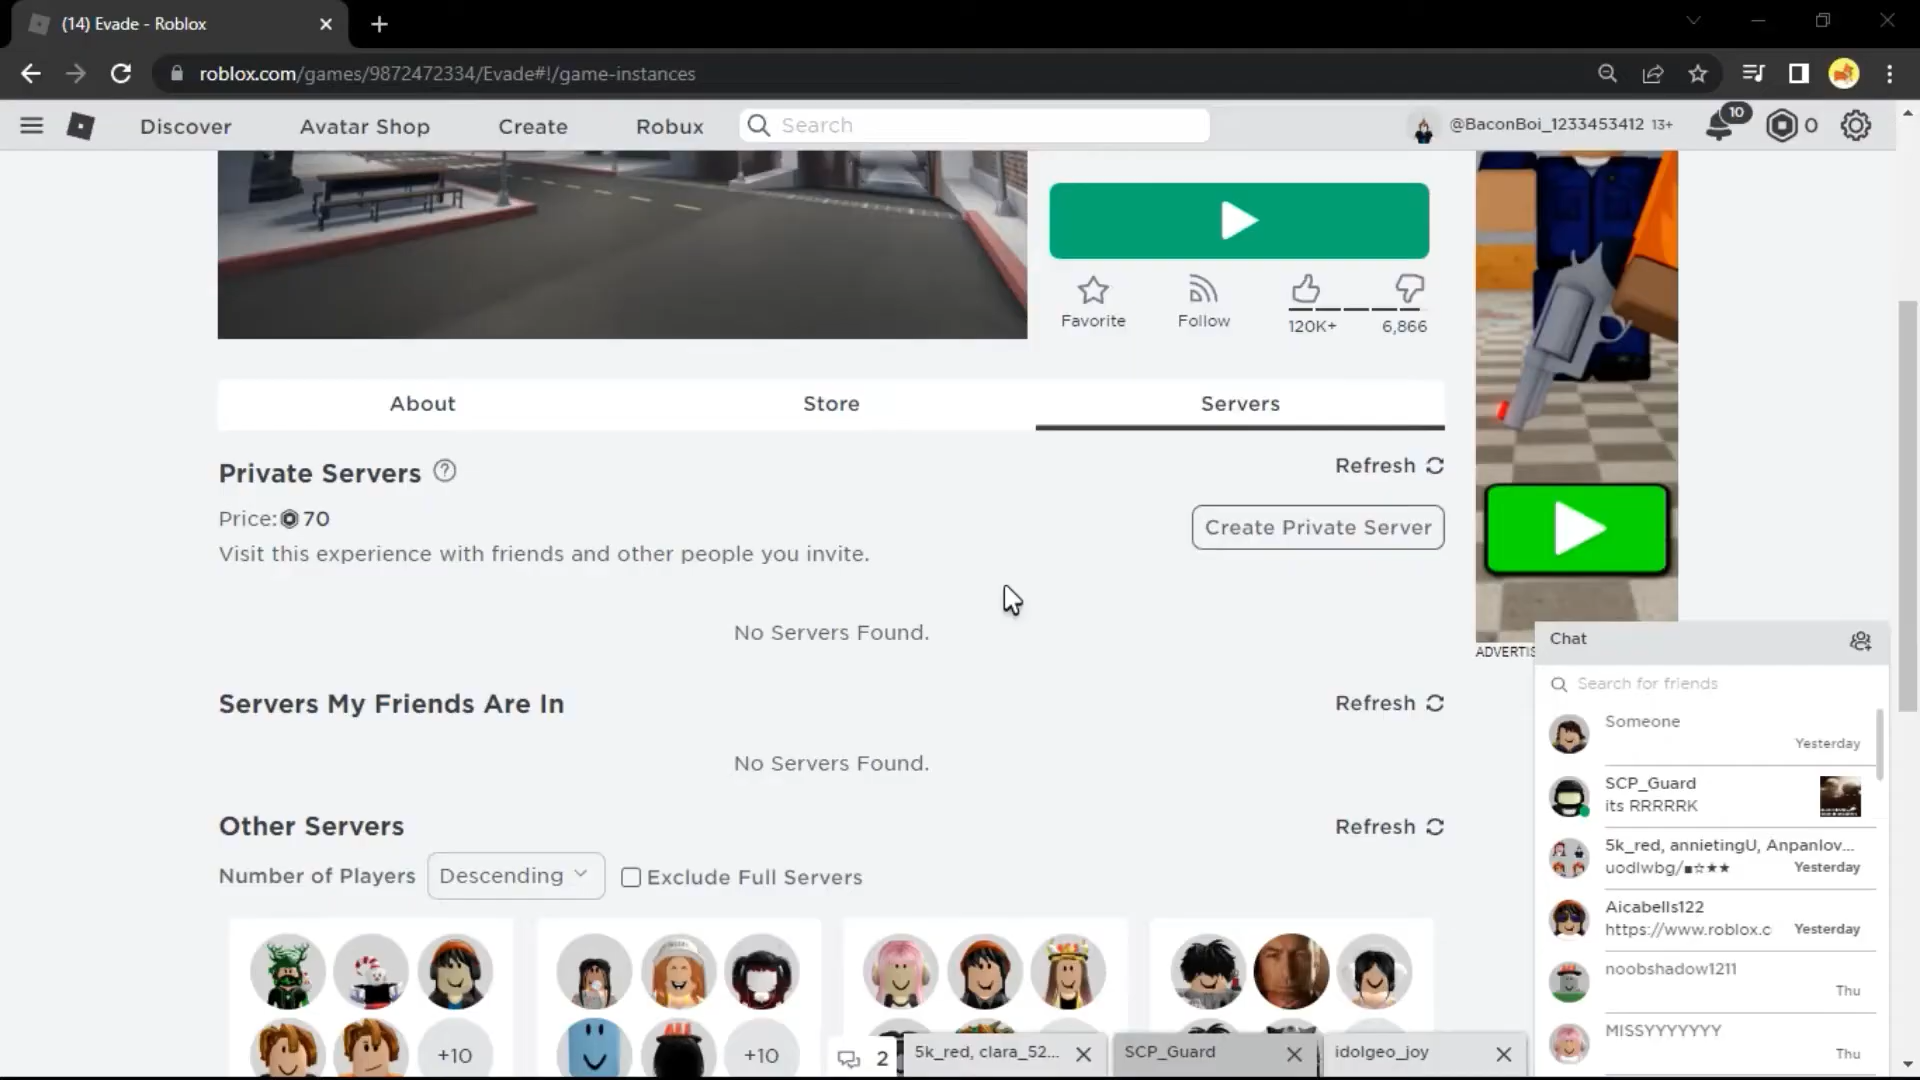 (14) Evade - Roblox
roblox.com/games/9872472334/Evade#!/game-instances
Discover
Avatar Shop
Create
Robux
Search
@BaconBoi_1233453412 13+
10
0
Favorite
Follow
120K+
6,866
About
Store
Servers
Private Servers
Refresh
Price: 70
Create Private Server
Visit this experience with friends and other people you invite.
No Servers Found.
Servers My Friends Are In
Refresh
No Servers Found.
Other Servers
Refresh
Number of Players
Descending
Exclude Full Servers
+10
+10
ADVERTIS
Chat
Search for friends
Someone
Yesterday
SCP_Guard
its RRRRRK
5k_red, annietingU, Anpanlov...
uodlwbg/■☆★★
Yesterday
Aicabells122
https://www.roblox.c
Yesterday
noobshadow1211
Thu
MISSYYYYYYY
Thu
2
5k_red, clara_52...
SCP_Guard
idolgeo_joy